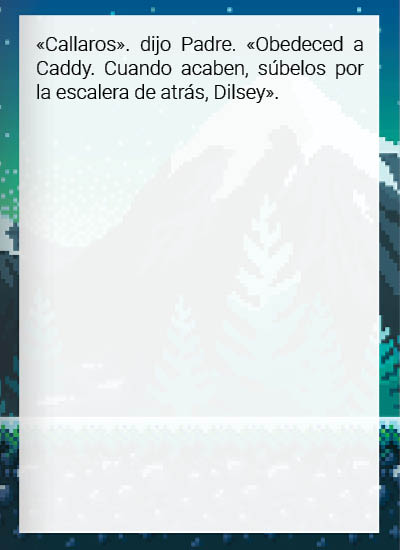 «Callaros». dijo Padre. «Obedeced a
Caddy. Cuando acaben, súbelos por
la escalera de atrás, Dilsey».